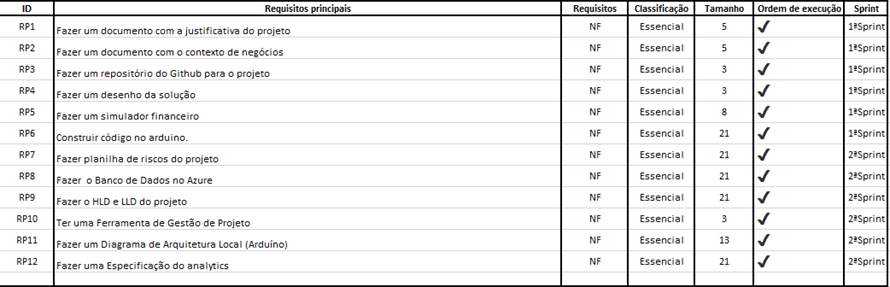 ID Requisitos principais Requisitos Classificação Tamanho Ordem de execução Sprint
RP1 Fazer um documento com a justificativa do projeto NF Essencial 5 ✓ 1ªSprint
RP2 Fazer um documento com o contexto de negócios NF Essencial 5 ✓ 1ªSprint
RP3 Fazer um repositório do Github para o projeto NF Essencial 3 ✓ 1ªSprint
RP4 Fazer um desenho da solução NF Essencial 3 ✓ 1ªSprint
RP5 Fazer um simulador financeiro NF Essencial 8 ✓ 1ªSprint
RP6 Construir código no arduino. NF Essencial 21 ✓ 1ªSprint
RP7 Fazer planilha de riscos do projeto NF Essencial 21 ✓ 2ªSprint
RP8 Fazer o Banco de Dados no Azure NF Essencial 21 ✓ 2ªSprint
RP9 Fazer o HLD e LLD do projeto NF Essencial 21 ✓ 2ªSprint
RP10 Ter uma Ferramenta de Gestão de Projeto NF Essencial 3 ✓ 2ªSprint
RP11 Fazer um Diagrama de Arquitetura Local (Arduíno) NF Essencial 13 ✓ 2ªSprint
RP12 Fazer uma Especificação do analytics NF Essencial 21 ✓ 2ªSprint